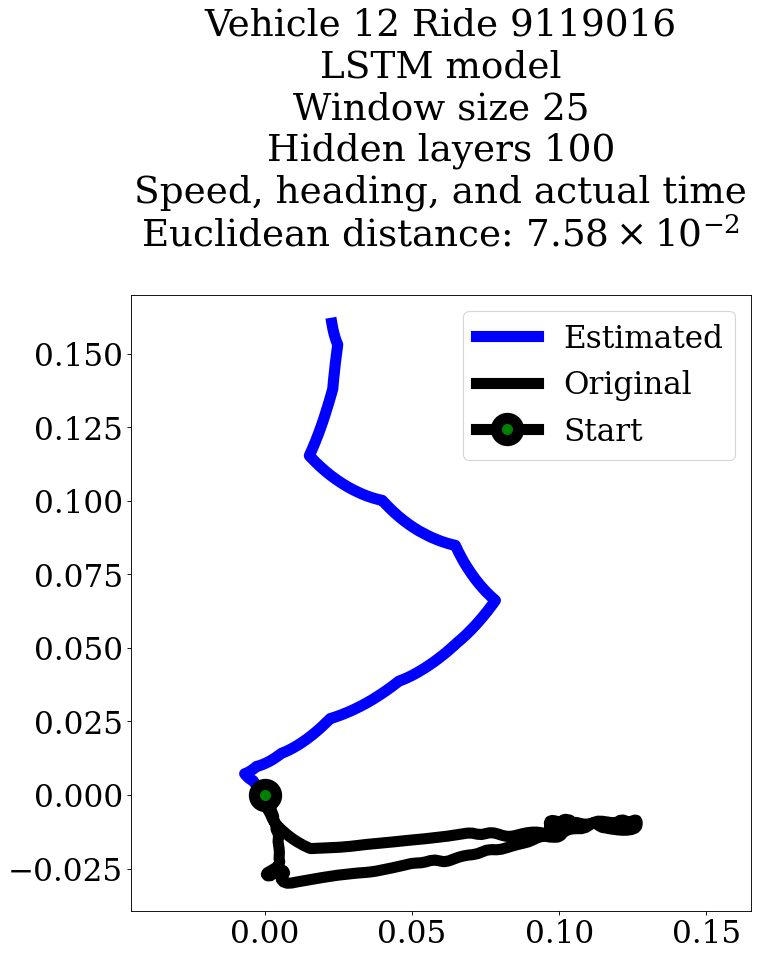 Vehicle 12 Ride 9119016
LSTM model
Window size 25
Hidden layers 100
Speed, heading, and actual time
Euclidean distance: 7.58 × 10⁻²
Estimated
Original
Start
0.150
0.125
0.100
0.075
0.050
0.025
0.000
−0.025
0.00 0.05 0.10 0.15